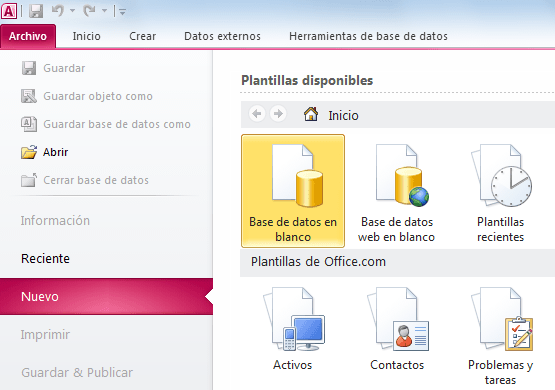 A
Archivo Inicio Crear Datos externos Herramientas de base de datos
Guardar
Guardar objeto como
Guardar base de datos como
Abrir
Cerrar base de datos
Información
Reciente
Nuevo
Imprimir
Guardar & Publicar
Plantillas disponibles
Inicio
Base de datos en
blanco
Base de datos
web en blanco
Plantillas
recientes
Plantillas de Office.com
Activos
Contactos
Problemas y
tareas